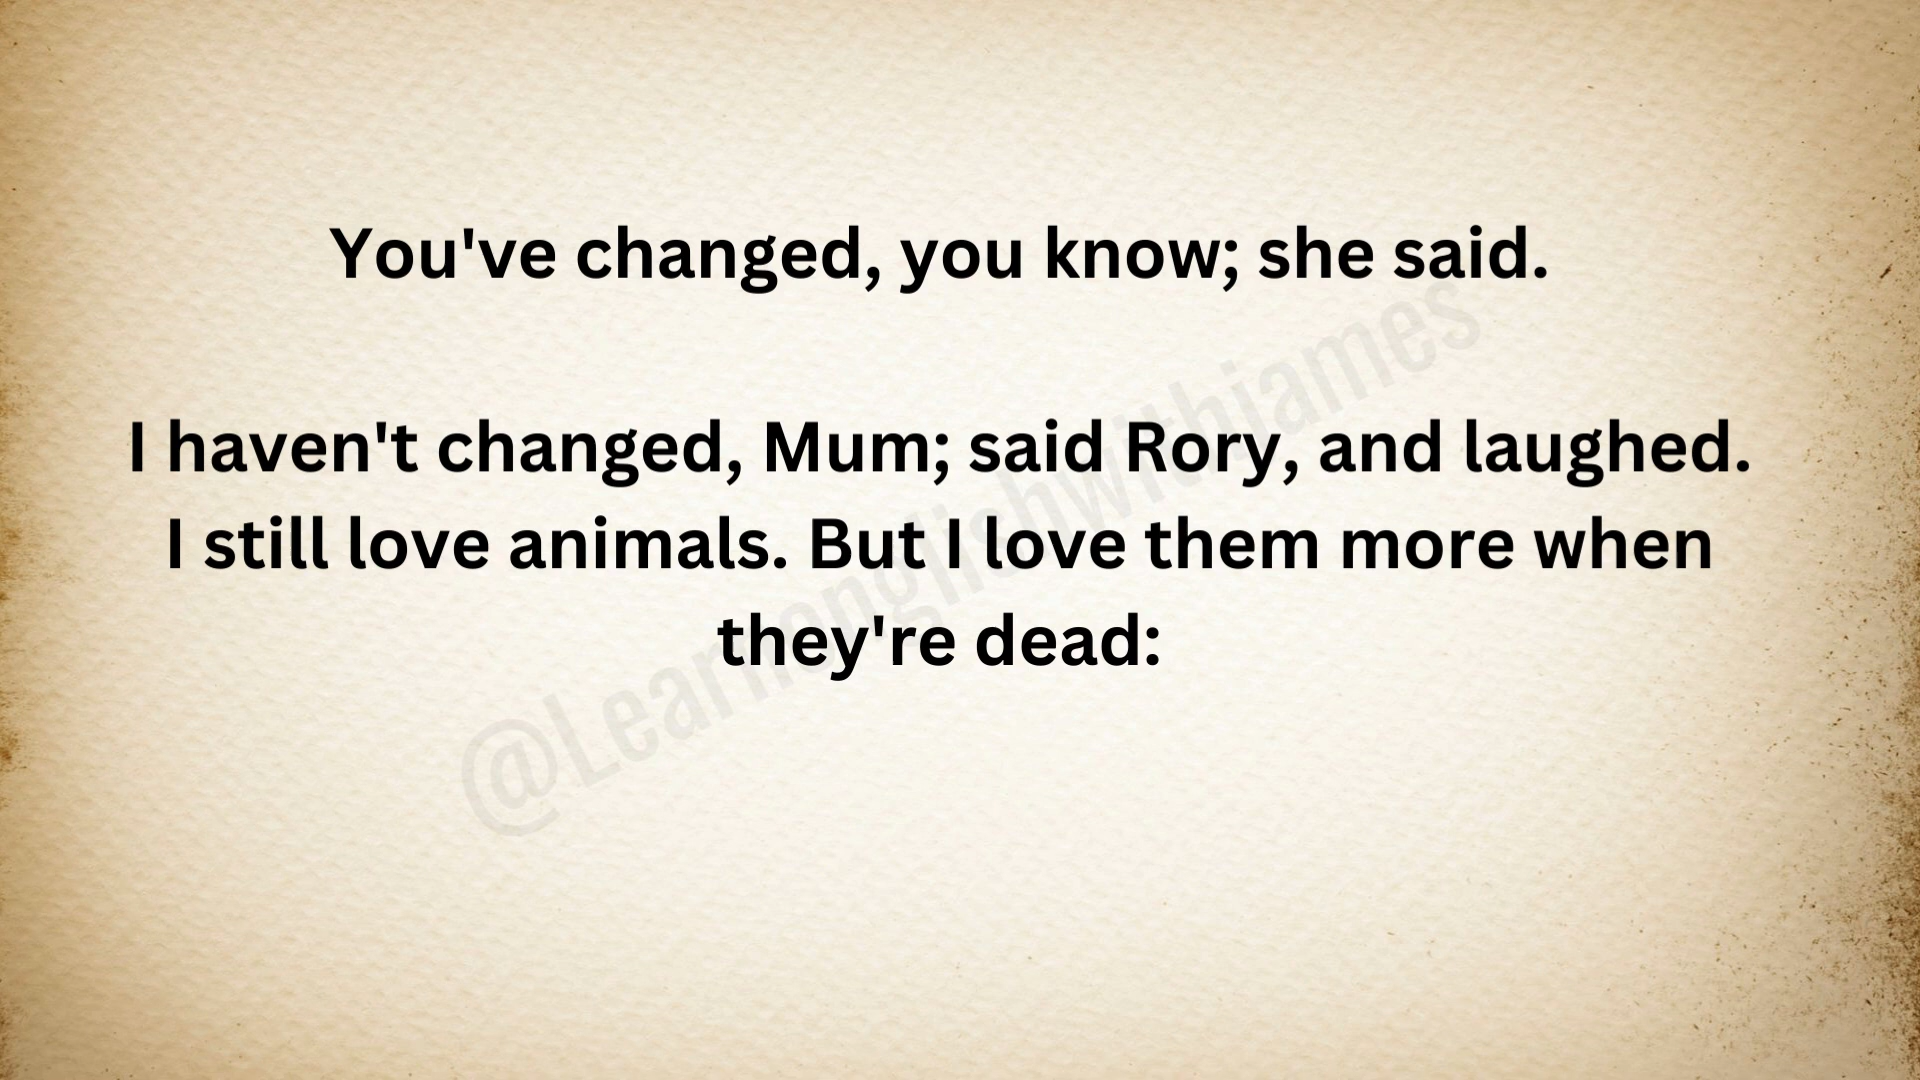 You've changed, you know; she said.
I haven't changed, Mum; said Rory, and laughed.
I still love animals. But I love them more when
they're dead:
@Learnenglishwithjames